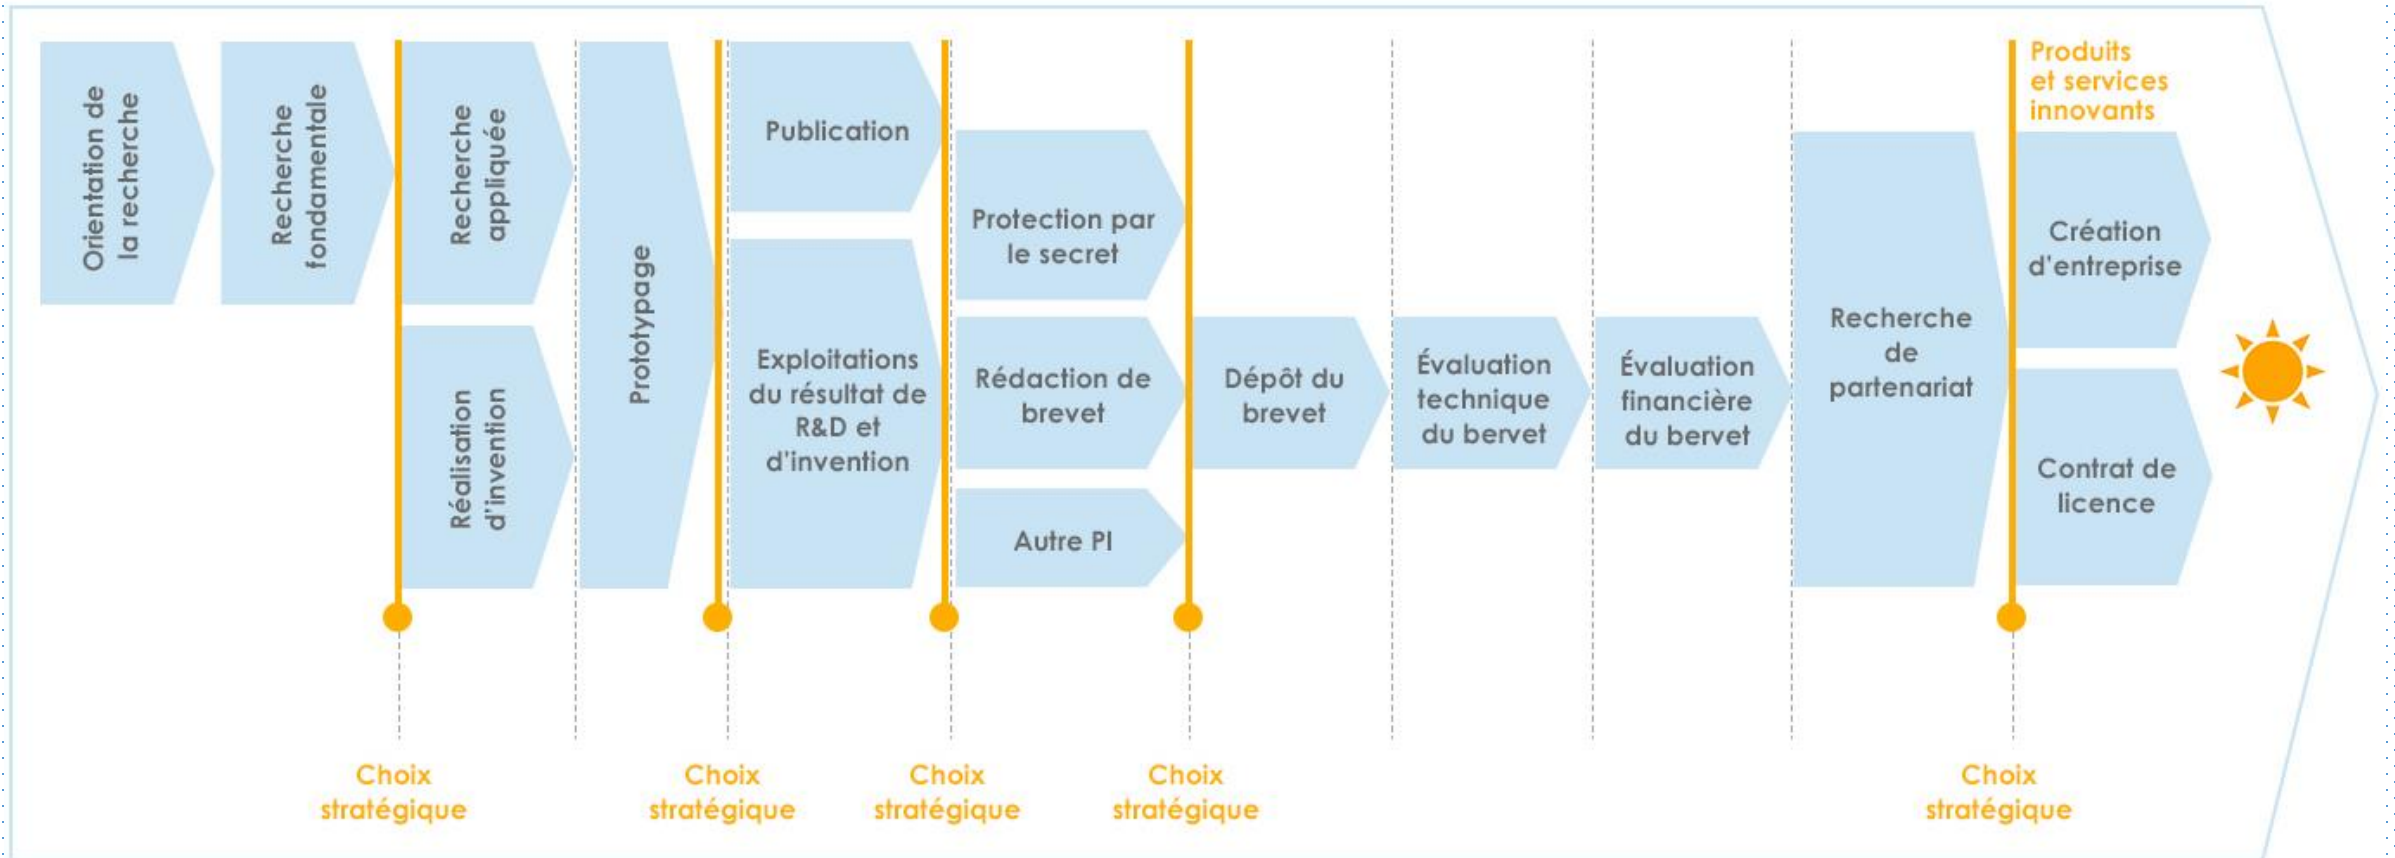 Orientation de
la recherche
Recherche
fondamentale
Recherche
appliquée
Réalisation
d'invention
Prototypage
Publication
Exploitations
du résultat de
R&D et
d'invention
Protection par
le secret
Rédaction de
brevet
Autre PI
Dépôt du
brevet
Évaluation
technique
du bervet
Évaluation
financière
du bervet
Recherche
de
partenariat
Produits
et services
innovants
Création
d'entreprise
Contrat de
licence
Choix
stratégique
Choix
stratégique
Choix
stratégique
Choix
stratégique
Choix
stratégique